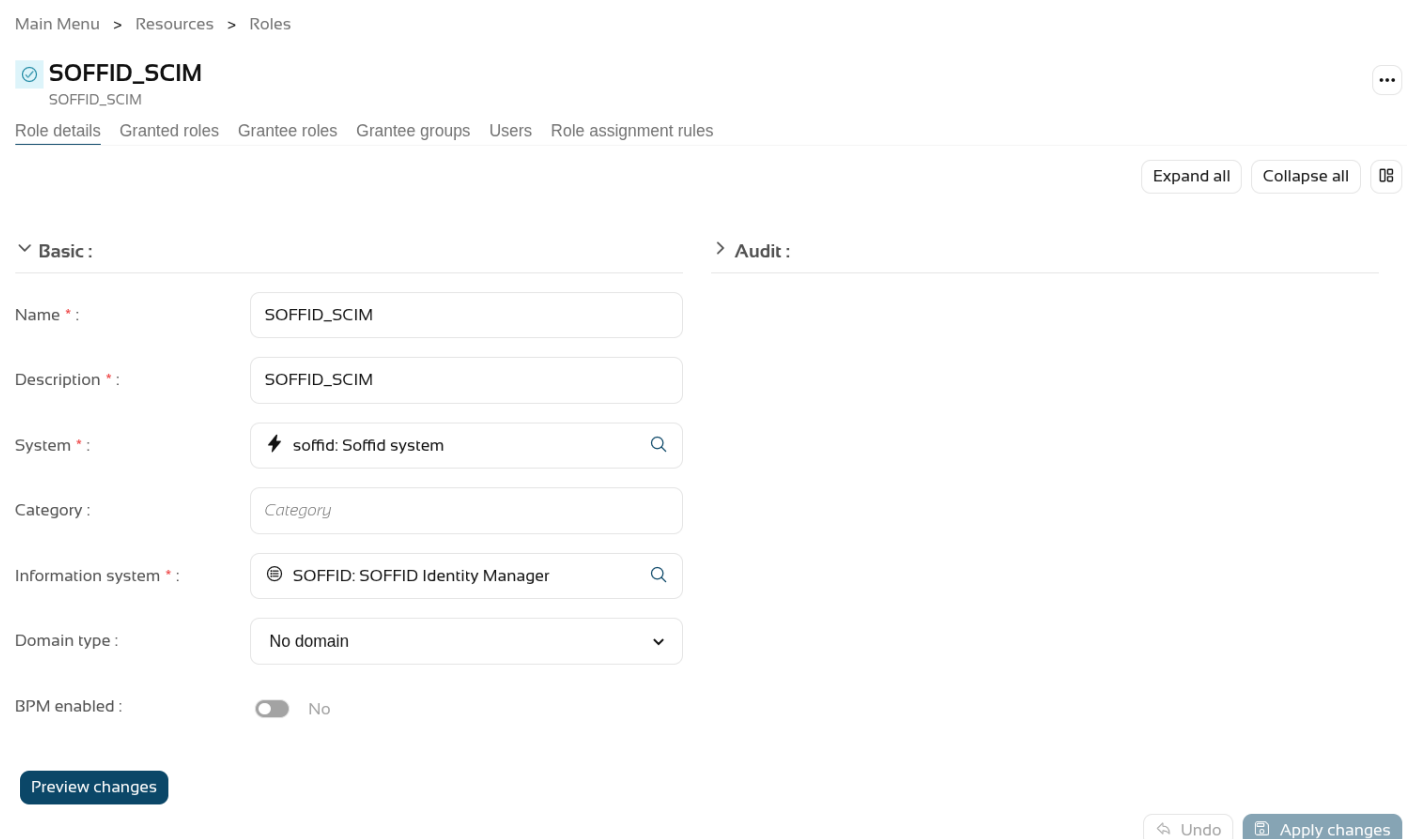 Main Menu > Resources > Roles
SOFFID_SCIM
SOFFID_SCIM
Role details Granted roles Grantee roles Grantee groups Users Role assignment rules
Expand all Collapse all
Basic :
Audit :
Name * : SOFFID_SCIM
Description * : SOFFID_SCIM
System * : soffid: Soffid system
Category : Category
Information system * : SOFFID: SOFFID Identity Manager
Domain type : No domain
BPM enabled : No
Preview changes
Undo Apply changes